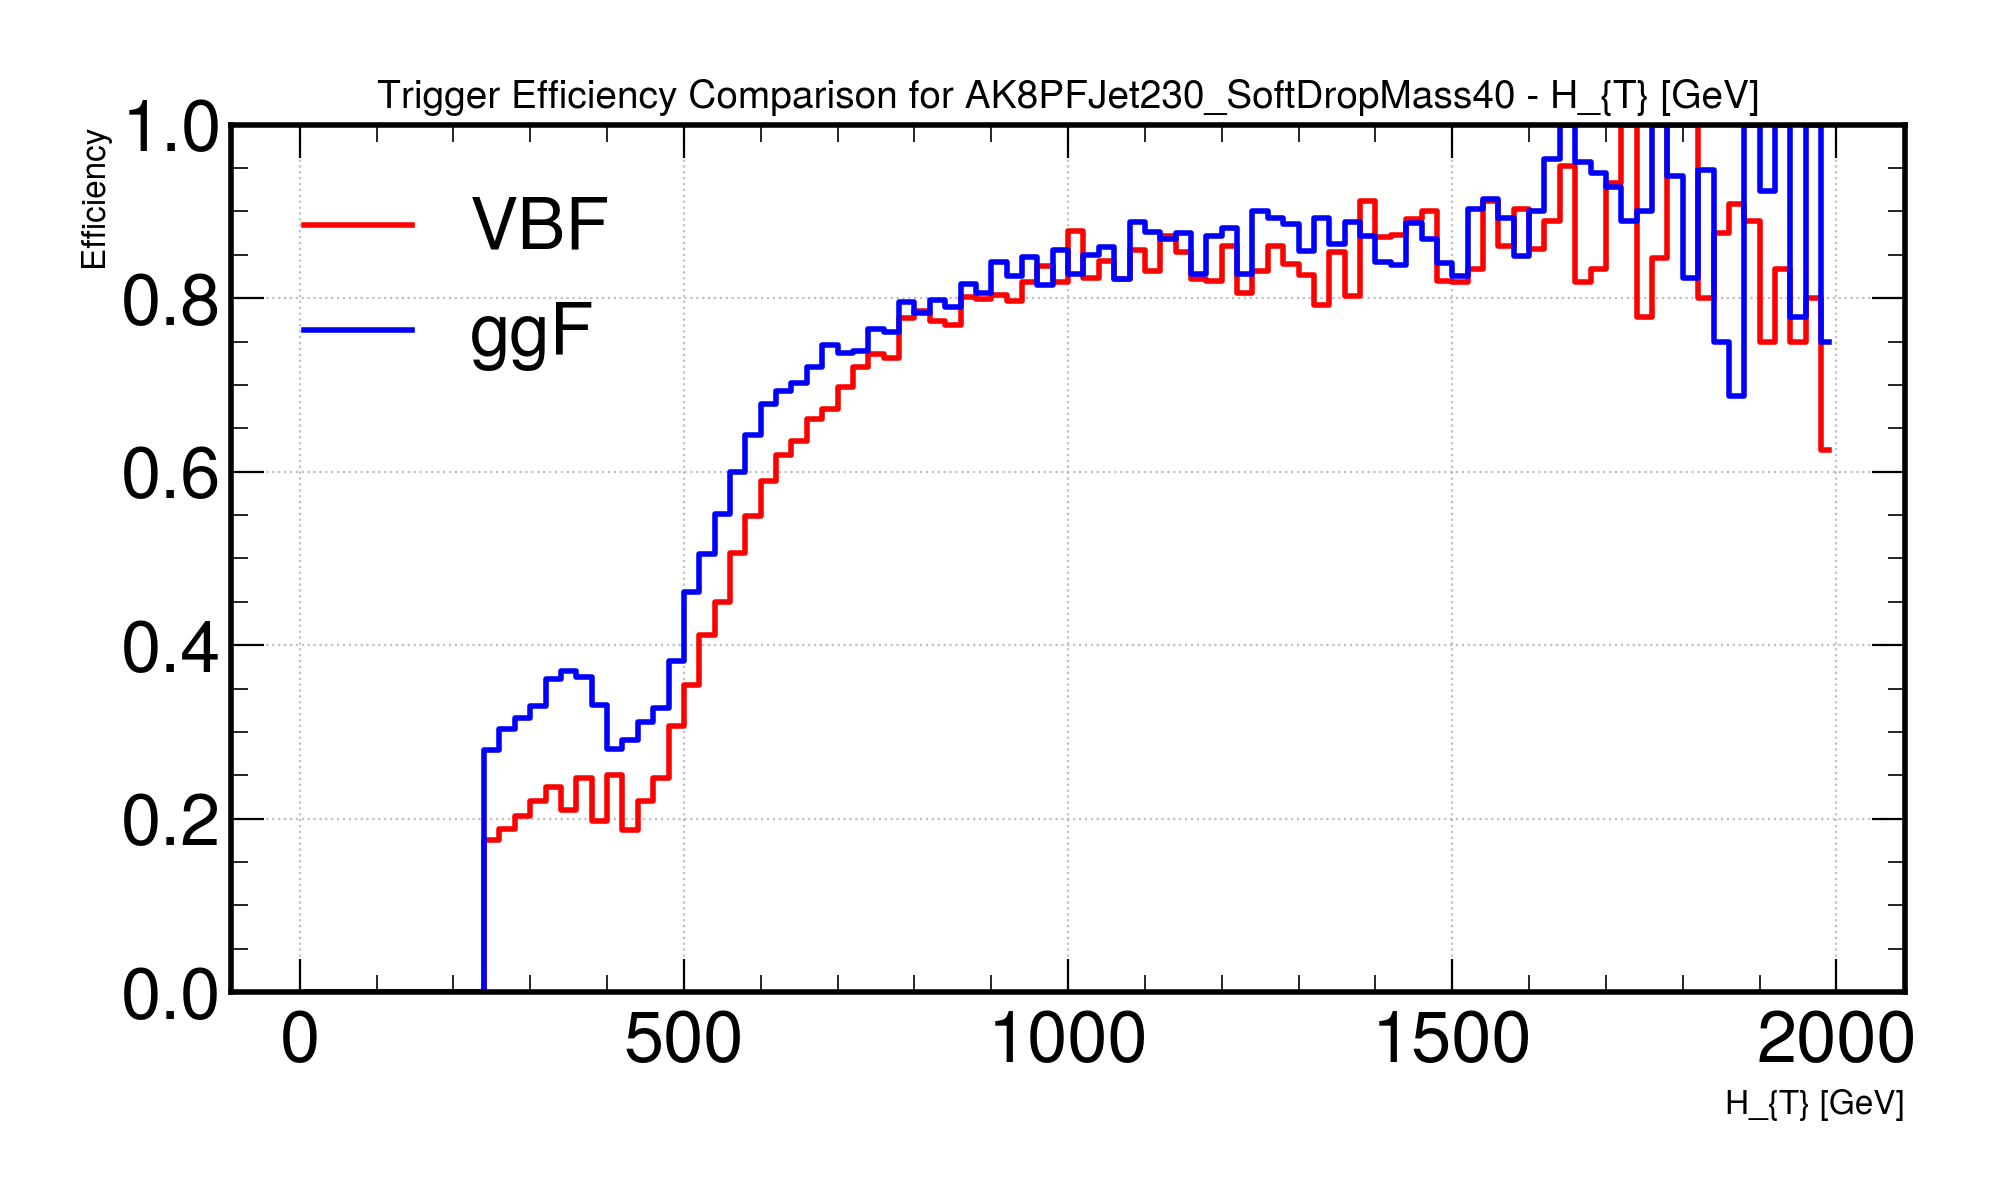 Trigger Efficiency Comparison for AK8PFJet230_SoftDropMass40 - H_{T} [GeV]
Efficiency
1.0
0.8
0.6
0.4
0.2
0.0
VBF
ggF
0 500 1000 1500 2000
H_{T} [GeV]